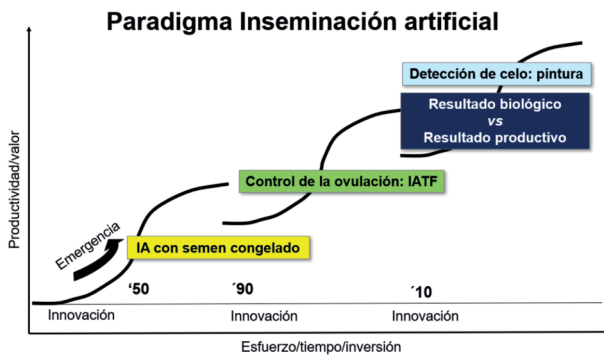 Paradigma Inseminación artificial
Detección de celo: pintura
Resultado biológico
vs
Resultado productivo
Control de la ovulación: IATF
IA con semen congelado
Emergencia
Productividad/valor
‘50
‘90
´10
Innovación
Innovación
Innovación
Esfuerzo/tiempo/inversión